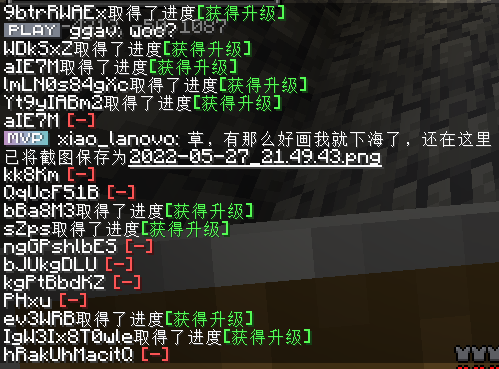 9btrRWAEx取得了进度[获得升级]
PLAY ggav: woc?
WDkSxZ取得了进度[获得升级]
aIE7M取得了进度[获得升级]
lmLN0s84gXc取得了进度[获得升级]
Yt9yIABmZ取得了进度[获得升级]
aIE7M [-]
MVP xiao_lanovo: 草，有那么好画我就下海了，还在这里
已将截图保存为2022-05-27_21.49.43.png
kk8Km [-]
QqUcF51B [-]
bBa8M3取得了进度[获得升级]
sZps取得了进度[获得升级]
ngGPshlbES [-]
bJUkgDLU [-]
kgPtBbdKZ [-]
PHxu [-]
ev3WRB取得了进度[获得升级]
IgW3Ix8T0wle取得了进度[获得升级]
hRakUhMacitQ [-]